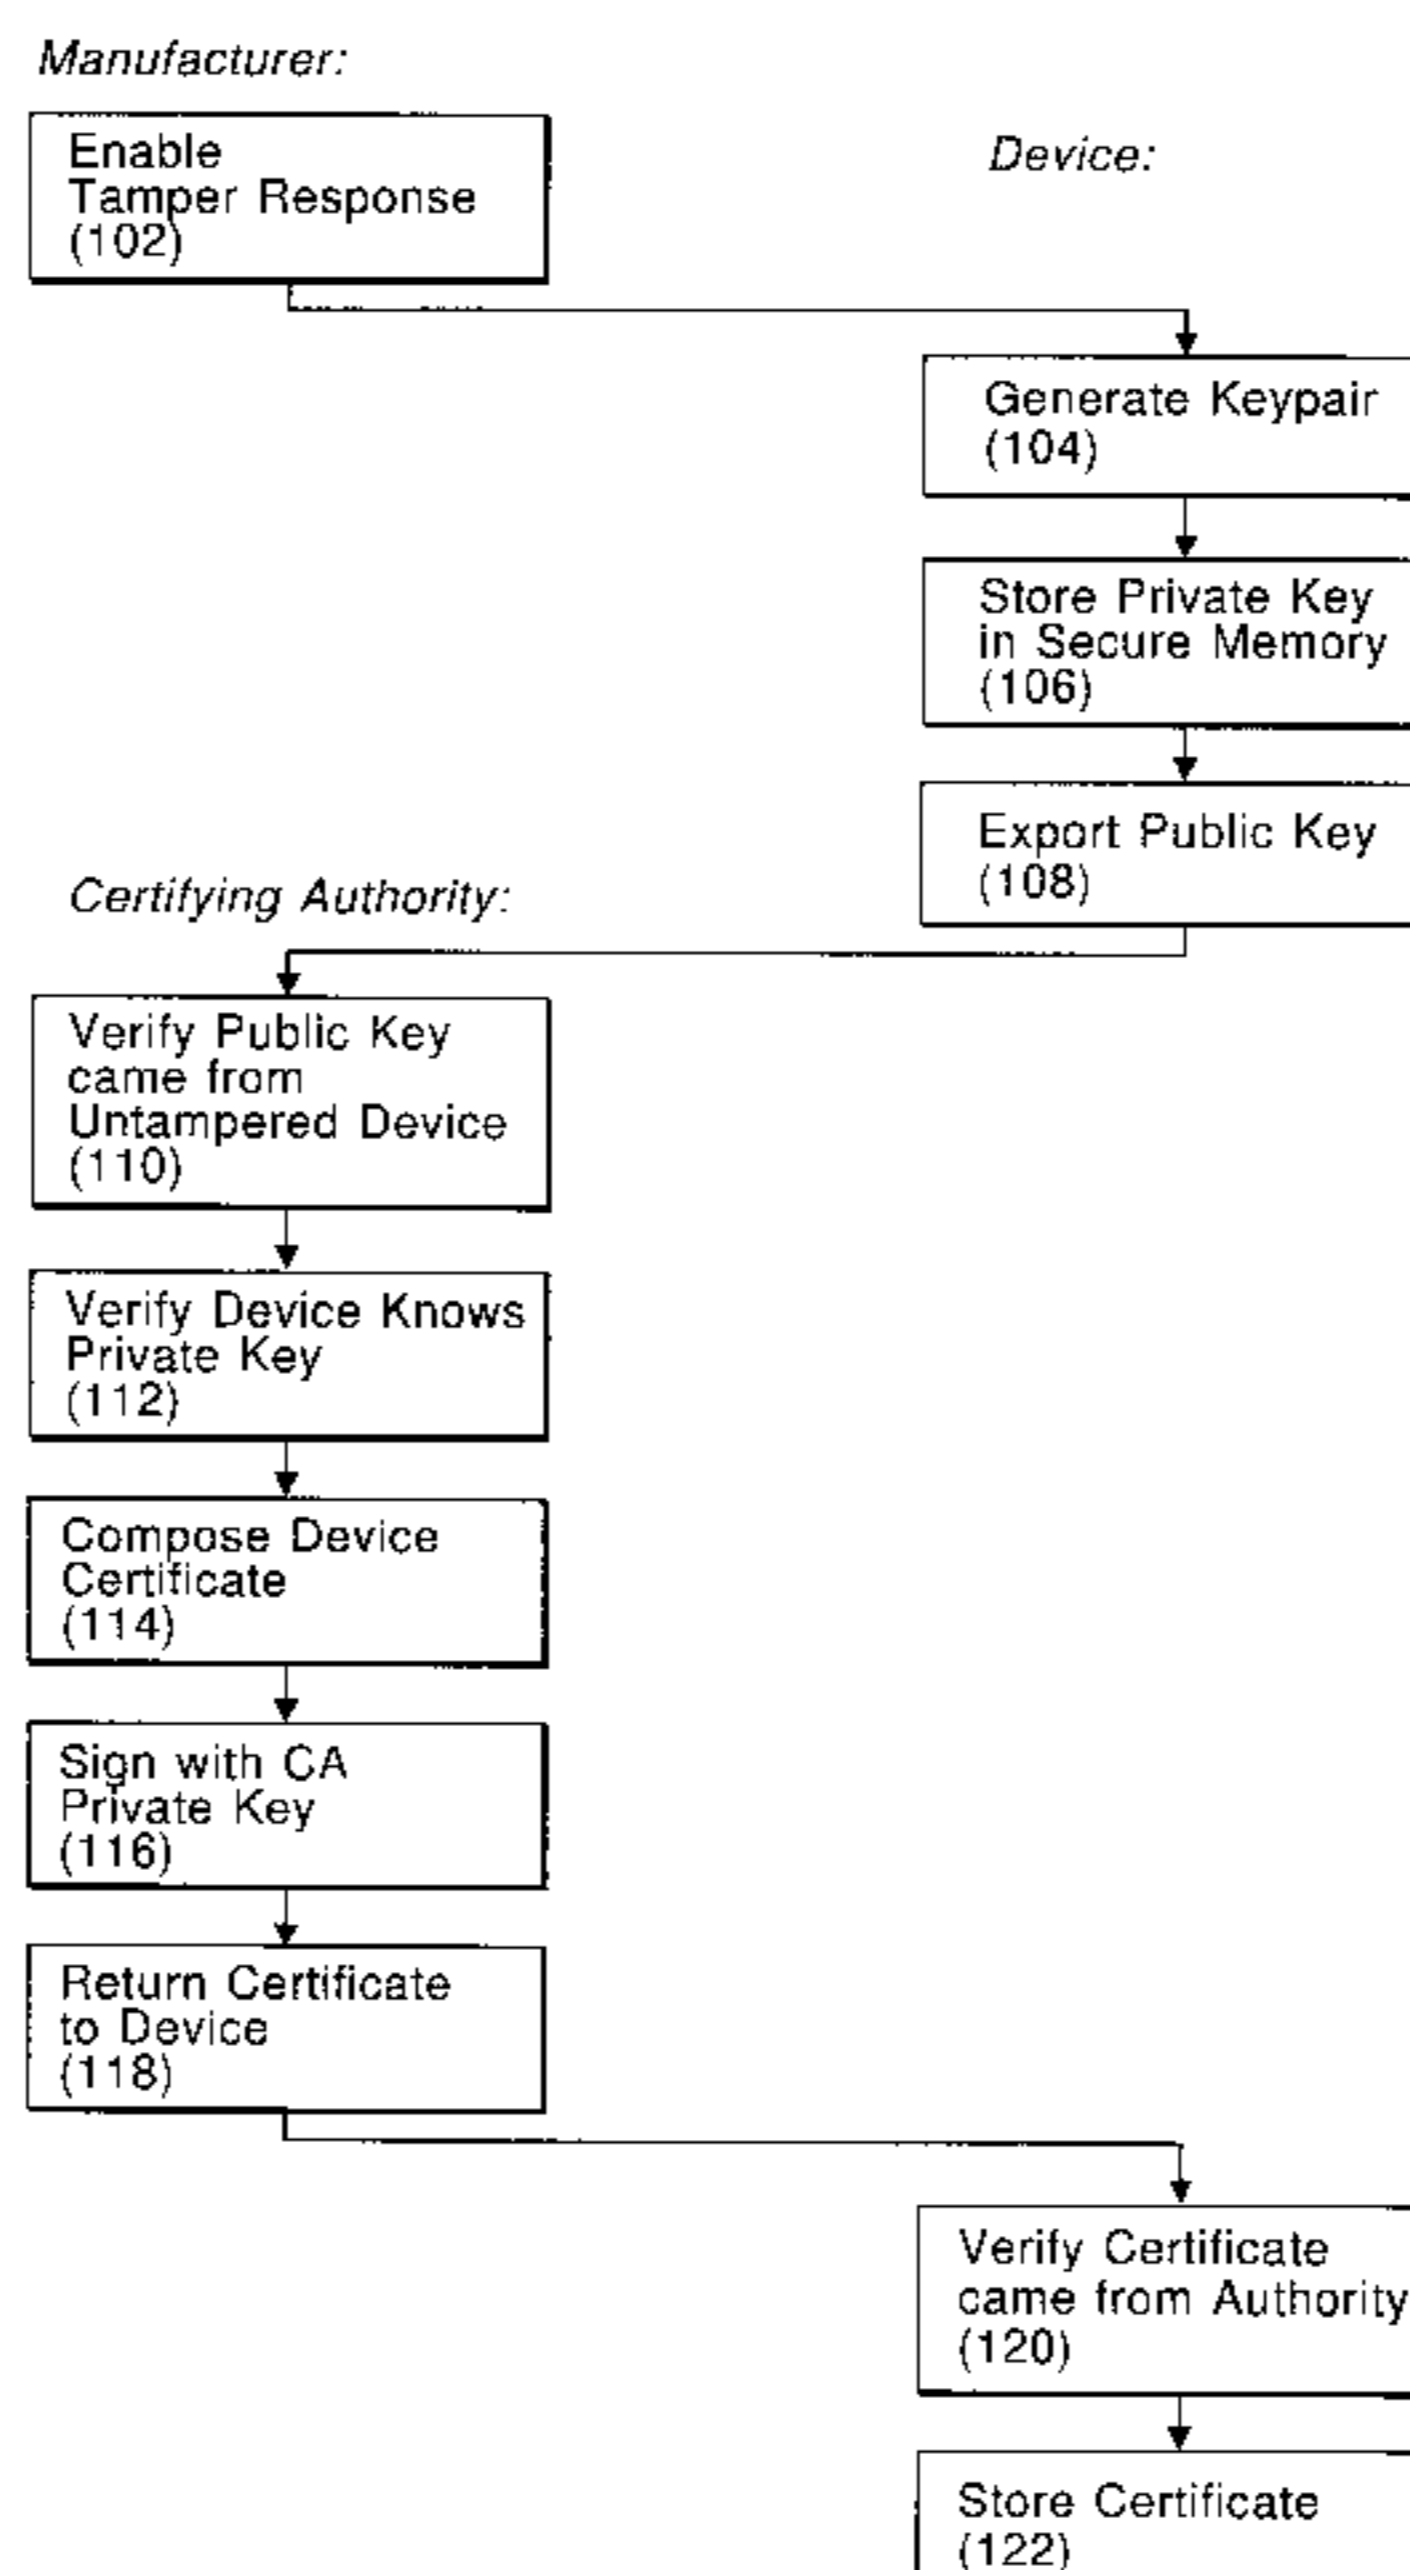 Manufacturer:
Enable
Tamper Response
(102)
Device:
Generate Keypair
(104)
Store Private Key
in Secure Memory
(106)
Export Public Key
(108)
Certifying Authority:
Verify Public Key
came from
Untampered Device
(110)
Verify Device Knows
Private Key
(112)
Compose Device
Certificate
(114)
Sign with CA
Private Key
(116)
Return Certificate
to Device
(118)
Verify Certificate
came from Authority
(120)
Store Certificate
(122)